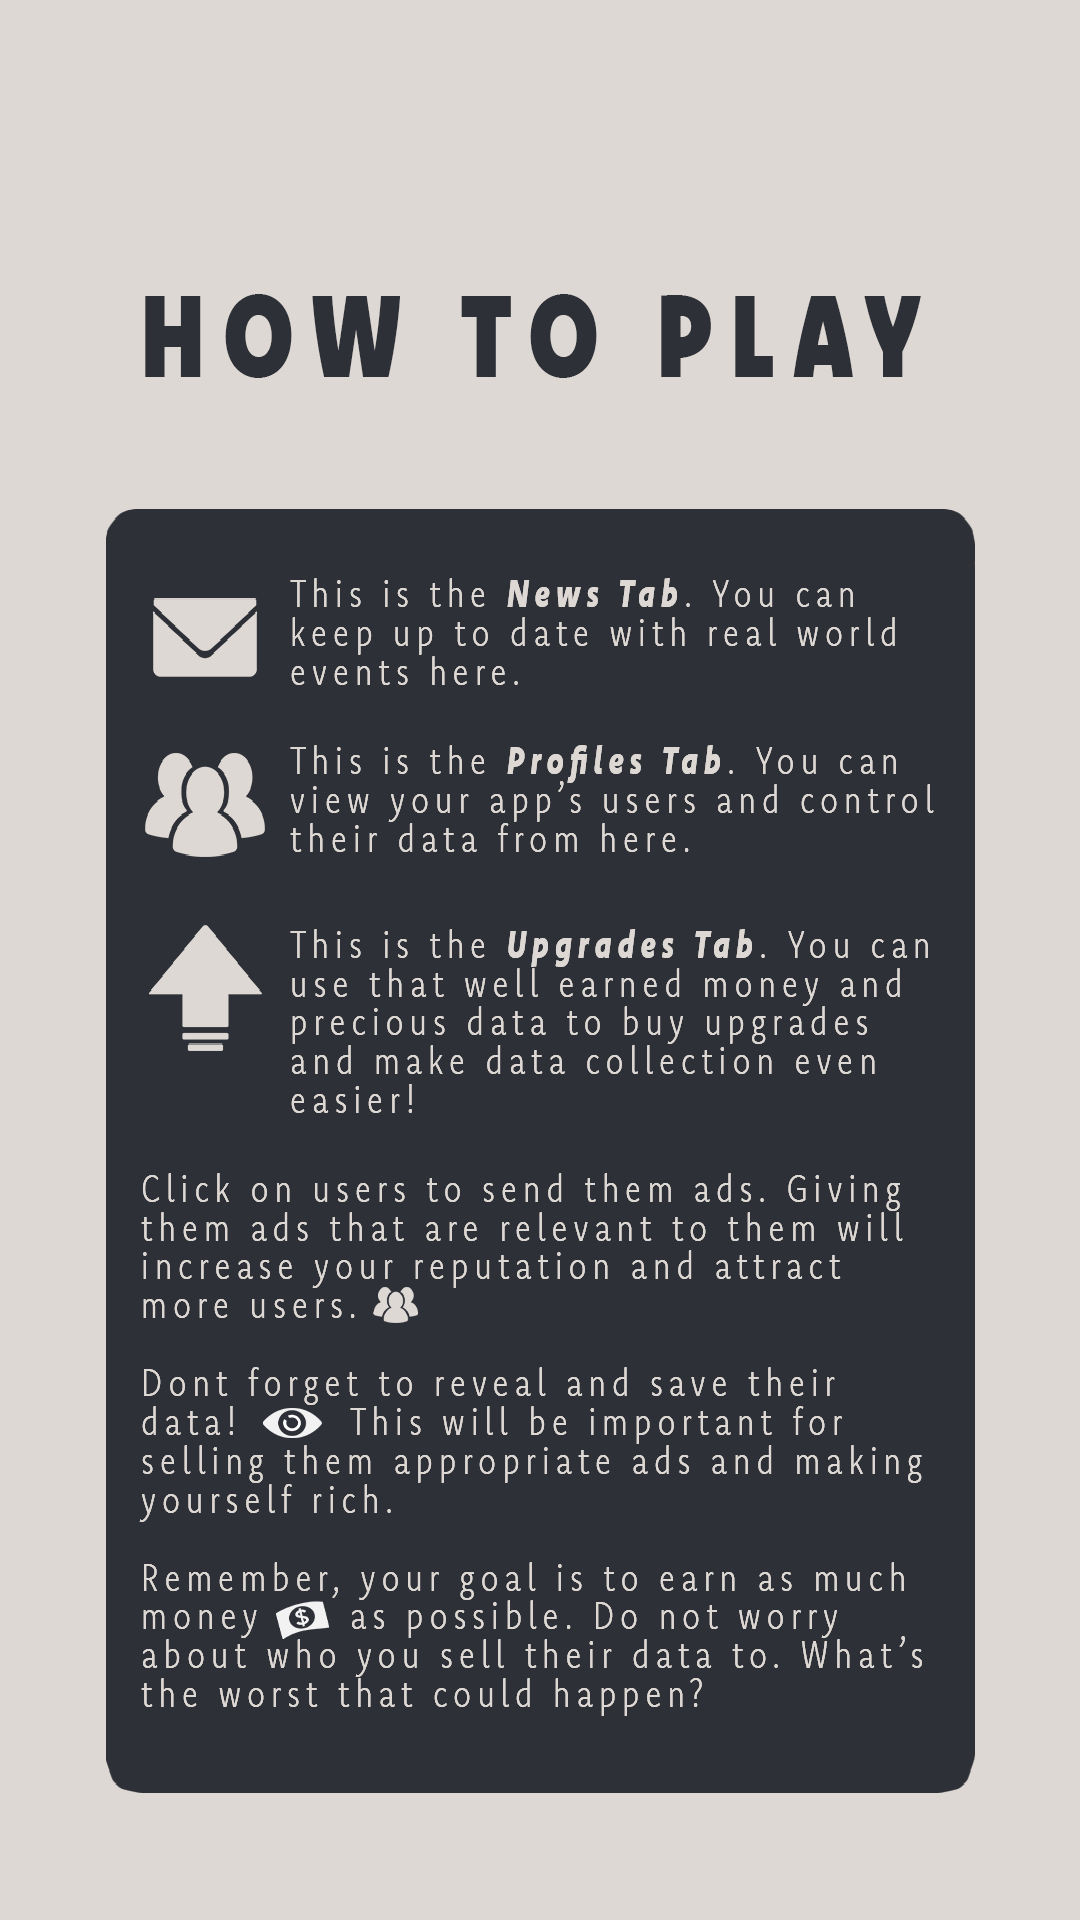 HOW TO PLAY
This is the News Tab. You can
keep up to date with real world
events here.
This is the Profiles Tab. You can
view your app’s users and control
their data from here.
This is the Upgrades Tab. You can
use that well earned money and
precious data to buy upgrades
and make data collection even
easier!
Click on users to send them ads. Giving
them ads that are relevant to them will
increase your reputation and attract
more users.
Dont forget to reveal and save their
data! This will be important for
selling them appropriate ads and making
yourself rich.
Remember, your goal is to earn as much
money $ as possible. Do not worry
about who you sell their data to. What’s
the worst that could happen?